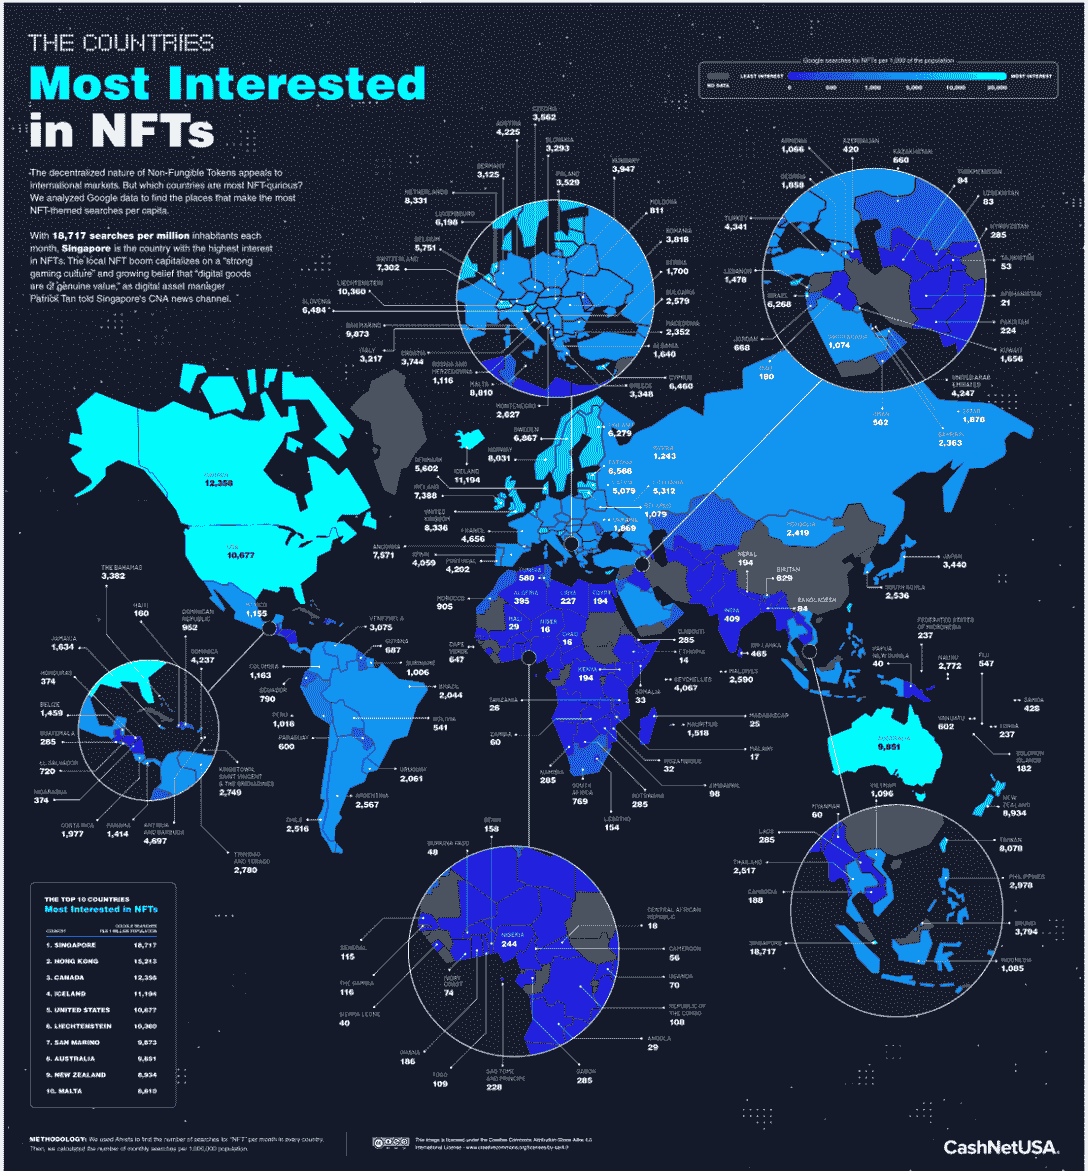 THE COUNTRIES
Most Interested
in NFTs
The decentralized nature of Non-Fungible Tokens appeals to
international markets. But which countries are most NFT-curious?
We analyzed Google data to find the places that make the most
NFT-themed searches per capita.
With 18,717 searches per million inhabitants each
month, Singapore is the country with the highest interest
in NFTs. The local NFT boom capitalizes on a "strong
gaming culture" and growing belief that "digital goods
are of genuine value," as digital asset manager
Patrick Tan told Singapore's CNA news channel.
Google searches for NFTs per 1,000 of the population
NO DATA
LEAST INTEREST
MOST INTEREST
0 500 1,000 5,000 10,000 20,000
CZECHIA
3,562
AUSTRIA
4,225
SLOVAKIA
3,293
HUNGARY
3,947
GERMANY
3,125
POLAND
3,529
NETHERLANDS
8,331
MOLDOVA
811
LUXEMBOURG
6,198
ROMANIA
3,818
BELGIUM
5,751
SERBIA
1,700
SWITZERLAND
7,302
BULGARIA
2,579
LIECHTENSTEIN
10,360
MACEDONIA
2,352
SLOVENIA
6,484
ALBANIA
1,640
SAN MARINO
9,873
ITALY
3,217
CROATIA
3,744
BOSNIA AND
HERZEGOVINA
1,116
MALTA
8,810
MONTENEGRO
2,627
CYPRUS
6,460
GREECE
3,348
ARMENIA
1,066
AZERBAIJAN
420
KAZAKHSTAN
660
GEORGIA
1,858
TURKMENISTAN
84
UZBEKISTAN
83
TURKEY
4,341
KYRGYZSTAN
285
LEBANON
1,478
TAJIKISTAN
53
ISRAEL
6,268
AFGHANISTAN
21
PAKISTAN
224
JORDAN
668
KUWAIT
1,656
1,074
IRAQ
180
UNITED ARAB
EMIRATES
4,247
OMAN
562
QATAR
1,876
BAHRAIN
2,363
CANADA
12,358
USA
10,677
MEXICO
1,155
SWEDEN
6,867
FINLAND
6,279
NORWAY
8,031
DENMARK
5,602
ICELAND
11,194
IRELAND
7,388
UNITED
KINGDOM
8,336
FRANCE
4,656
ANDORRA
7,571
SPAIN
4,059
PORTUGAL
4,202
ESTONIA
6,566
LATVIA
5,079
LITHUANIA
5,312
BELARUS
1,079
UKRAINE
1,869
RUSSIA
1,243
MONGOLIA
2,419
JAPAN
3,440
SOUTH KOREA
2,536
NEPAL
194
BHUTAN
629
BANGLADESH
84
INDIA
409
SRI LANKA
465
MALDIVES
2,590
THE BAHAMAS
3,382
HAITI
160
DOMINICAN
REPUBLIC
952
JAMAICA
1,634
DOMINICA
4,237
HONDURAS
374
BELIZE
1,459
GUATEMALA
285
EL SALVADOR
720
NICARAGUA
374
COSTA RICA
1,977
PANAMA
1,414
ANTIGUA
AND BARBUDA
4,697
KINGSTOWN,
SAINT VINCENT
& THE GRENADINES
2,749
TRINIDAD
AND TOBAGO
2,780
VENEZUELA
3,075
GUYANA
687
SURINAME
1,006
COLOMBIA
1,163
ECUADOR
790
BRAZIL
2,044
PERU
1,018
BOLIVIA
541
PARAGUAY
600
URUGUAY
2,061
ARGENTINA
2,567
CHILE
2,516
TUNISIA
580
MOROCCO
905
ALGERIA
395
LIBYA
227
EGYPT
194
MALI
29
NIGER
16
CHAD
16
CAPE
VERDE
647
DJIBOUTI
285
ETHIOPIA
14
KENYA
194
SOMALIA
33
SEYCHELLES
4,067
TANZANIA
26
ZAMBIA
60
MADAGASCAR
25
MAURITIUS
1,518
MALAWI
17
MOZAMBIQUE
32
ZIMBABWE
98
NAMIBIA
285
SOUTH
AFRICA
769
BOTSWANA
285
LESOTHO
154
FEDERATED STATES
OF MICRONESIA
237
PAPUA
NEW GUINEA
40
NAURU
2,772
FIJI
547
SAMOA
428
VANUATU
602
TONGA
237
SOLOMON
ISLANDS
182
AUSTRALIA
9,851
NEW
ZEALAND
8,934
VIETNAM
1,096
MYANMAR
60
LAOS
285
TAIWAN
8,078
THAILAND
2,517
PHILIPPINES
2,978
CAMBODIA
188
BRUNEI
3,794
SINGAPORE
18,717
INDONESIA
1,085
BENIN
158
BURKINA FASO
48
NIGERIA
244
CENTRAL AFRICAN
REPUBLIC
18
SENEGAL
115
CAMEROON
56
THE GAMBIA
116
IVORY
COAST
74
UGANDA
70
SIERRA LEONE
40
REPUBLIC OF
THE CONGO
108
GHANA
186
ANGOLA
29
TOGO
109
SAO TOME
AND PRINCIPE
228
GABON
285
THE TOP 10 COUNTRIES
Most Interested in NFTs
COUNTRY
GOOGLE SEARCHES
PER 1 MILLION POPULATION
1. SINGAPORE 18,717
2. HONG KONG 15,213
3. CANADA 12,358
4. ICELAND 11,194
5. UNITED STATES 10,677
6. LIECHTENSTEIN 10,360
7. SAN MARINO 9,873
8. AUSTRALIA 9,851
9. NEW ZEALAND 8,934
10. MALTA 8,810
METHODOLOGY: We used Ahrefs to find the number of searches for "NFT" per month in every country.
Then, we calculated the number of monthly searches per 1,000,000 population.
This image is licensed under the Creative Commons Attribution-Share Alike 4.0
International License - www.creativecommons.org/licenses/by-sa/4.0
CashNetUSA